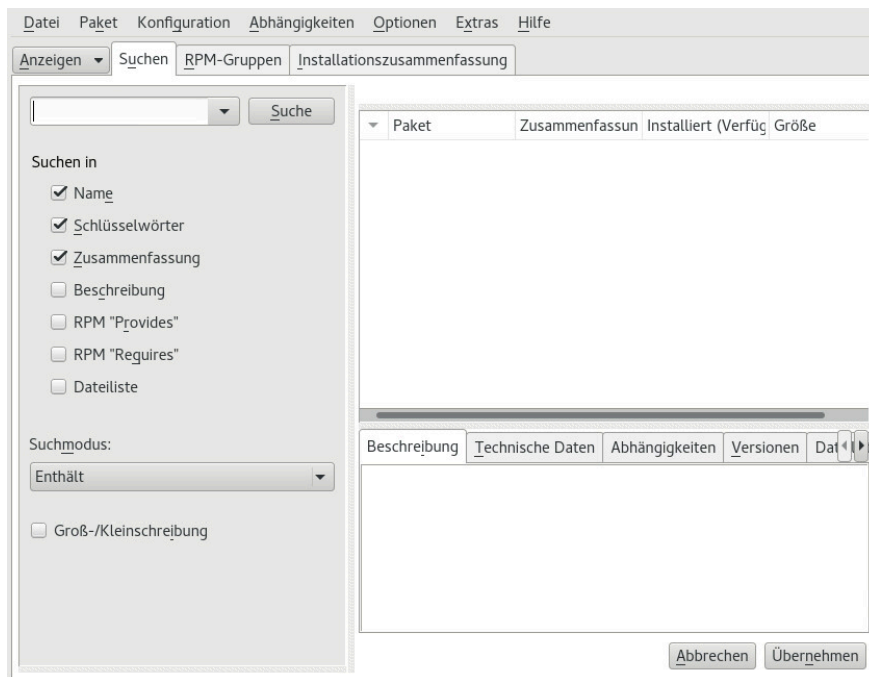 Datei Paket Konfiguration Abhängigkeiten Optionen Extras Hilfe
Anzeigen Suchen RPM-Gruppen Installationszusammenfassung
Suche
Suchen in
Name
Schlüsselwörter
Zusammenfassung
Beschreibung
RPM "Provides"
RPM "Requires"
Dateiliste
Suchmodus:
Enthält
Groß-/Kleinschreibung
Paket Zusammenfassun Installiert (Verfüg Größe
Beschreibung Technische Daten Abhängigkeiten Versionen Dat
Abbrechen Übernehmen